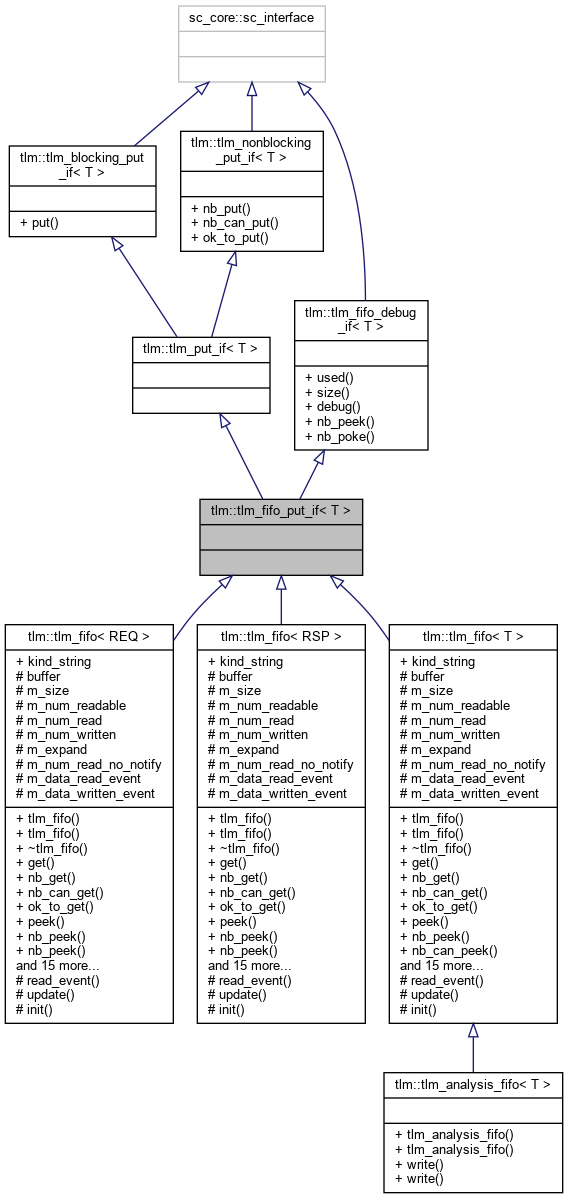 sc_core::sc_interface
tlm::tlm_blocking_put
_if< T >
+ put()
tlm::tlm_nonblocking
_put_if< T >
+ nb_put()
+ nb_can_put()
+ ok_to_put()
tlm::tlm_fifo_debug
_if< T >
+ used()
+ size()
+ debug()
+ nb_peek()
+ nb_poke()
tlm::tlm_put_if< T >
tlm::tlm_fifo_put_if< T >
tlm::tlm_fifo< REQ >
+ kind_string
# buffer
# m_size
# m_num_readable
# m_num_read
# m_num_written
# m_expand
# m_num_read_no_notify
# m_data_read_event
# m_data_written_event
+ tlm_fifo()
+ tlm_fifo()
+ ~tlm_fifo()
+ get()
+ nb_get()
+ nb_can_get()
+ ok_to_get()
+ peek()
+ nb_peek()
+ nb_peek()
and 15 more...
# read_event()
# update()
# init()
tlm::tlm_fifo< RSP >
+ kind_string
# buffer
# m_size
# m_num_readable
# m_num_read
# m_num_written
# m_expand
# m_num_read_no_notify
# m_data_read_event
# m_data_written_event
+ tlm_fifo()
+ tlm_fifo()
+ ~tlm_fifo()
+ get()
+ nb_get()
+ nb_can_get()
+ ok_to_get()
+ peek()
+ nb_peek()
+ nb_peek()
and 15 more...
# read_event()
# update()
# init()
tlm::tlm_fifo< T >
+ kind_string
# buffer
# m_size
# m_num_readable
# m_num_read
# m_num_written
# m_expand
# m_num_read_no_notify
# m_data_read_event
# m_data_written_event
+ tlm_fifo()
+ tlm_fifo()
+ ~tlm_fifo()
+ get()
+ nb_get()
+ nb_can_get()
+ ok_to_get()
+ peek()
+ nb_peek()
+ nb_can_peek()
and 15 more...
# read_event()
# update()
# init()
tlm::tlm_analysis_fifo< T >
+ tlm_analysis_fifo()
+ tlm_analysis_fifo()
+ write()
+ write()